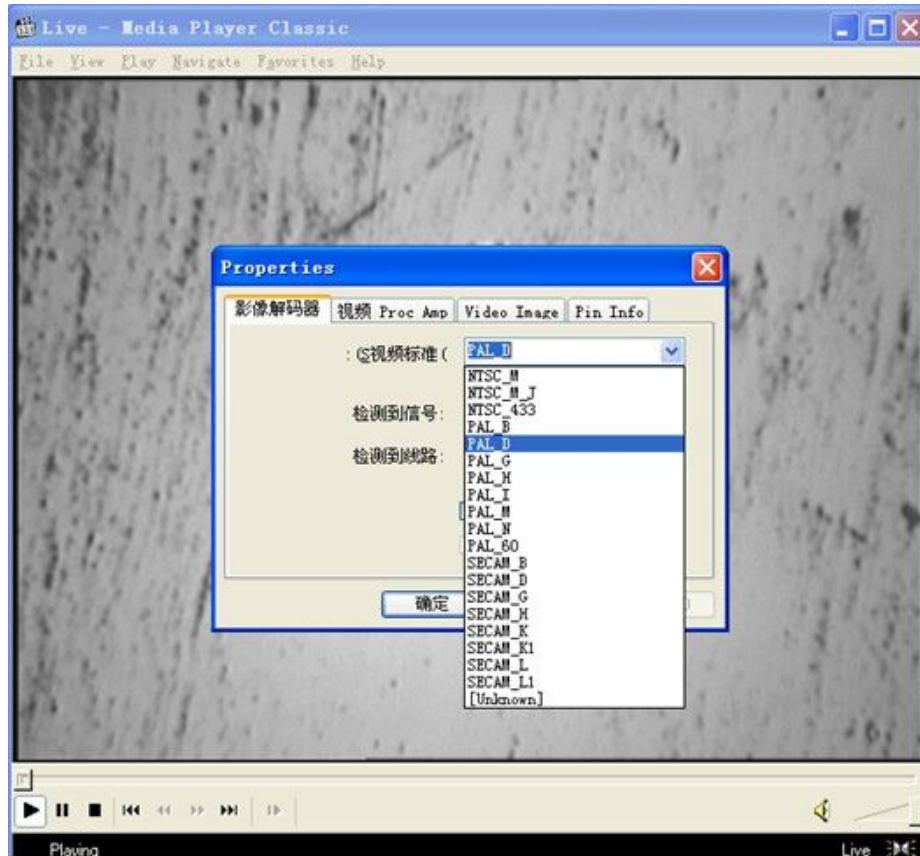 Live - Media Player Classic
File View Play Navigate Favorites Help
Properties
影像解码器 视频 Proc Amp Video Image Pin Info
: (S视频标准( PAL_D
NTSC_M
NTSC_M_J
NTSC_433
PAL_B
检测到信号:
PAL_D
PAL_G
检测到线路:
PAL_H
PAL_I
PAL_M
PAL_N
PAL_60
SECAM_B
SECAM_D
SECAM_G
确定
SECAM_H
SECAM_K
SECAM_K1
SECAM_L
SECAM_L1
[Unknown]
Playing Live